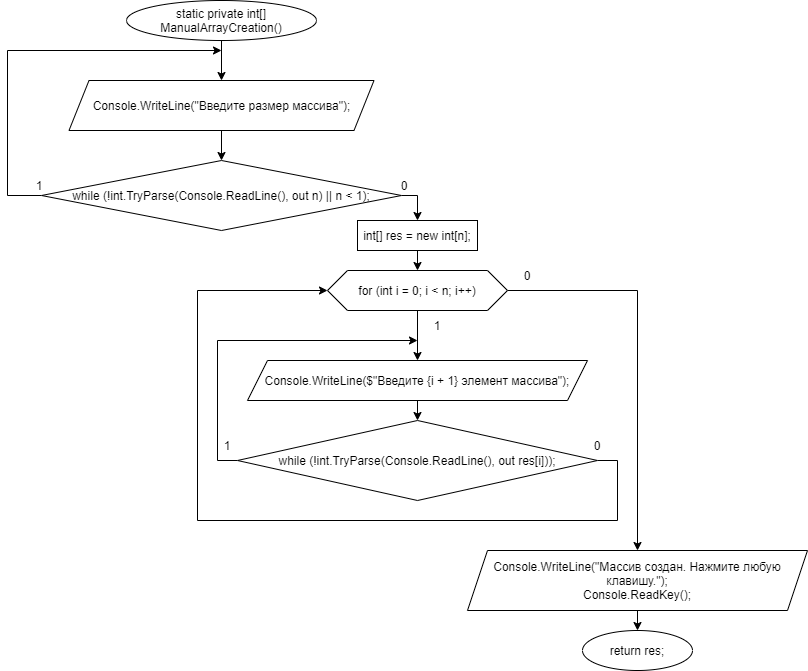 static private int[]
ManualArrayCreation()
Console.WriteLine("Введите размер массива");
1
while (!int.TryParse(Console.ReadLine(), out n) || n < 1);
0
int[] res = new int[n];
for (int i = 0; i < n; i++)
0
1
Console.WriteLine($"Введите {i + 1} элемент массива");
1
while (!int.TryParse(Console.ReadLine(), out res[i]));
0
Console.WriteLine("Массив создан. Нажмите любую
клавишу.");
Console.ReadKey();
return res;